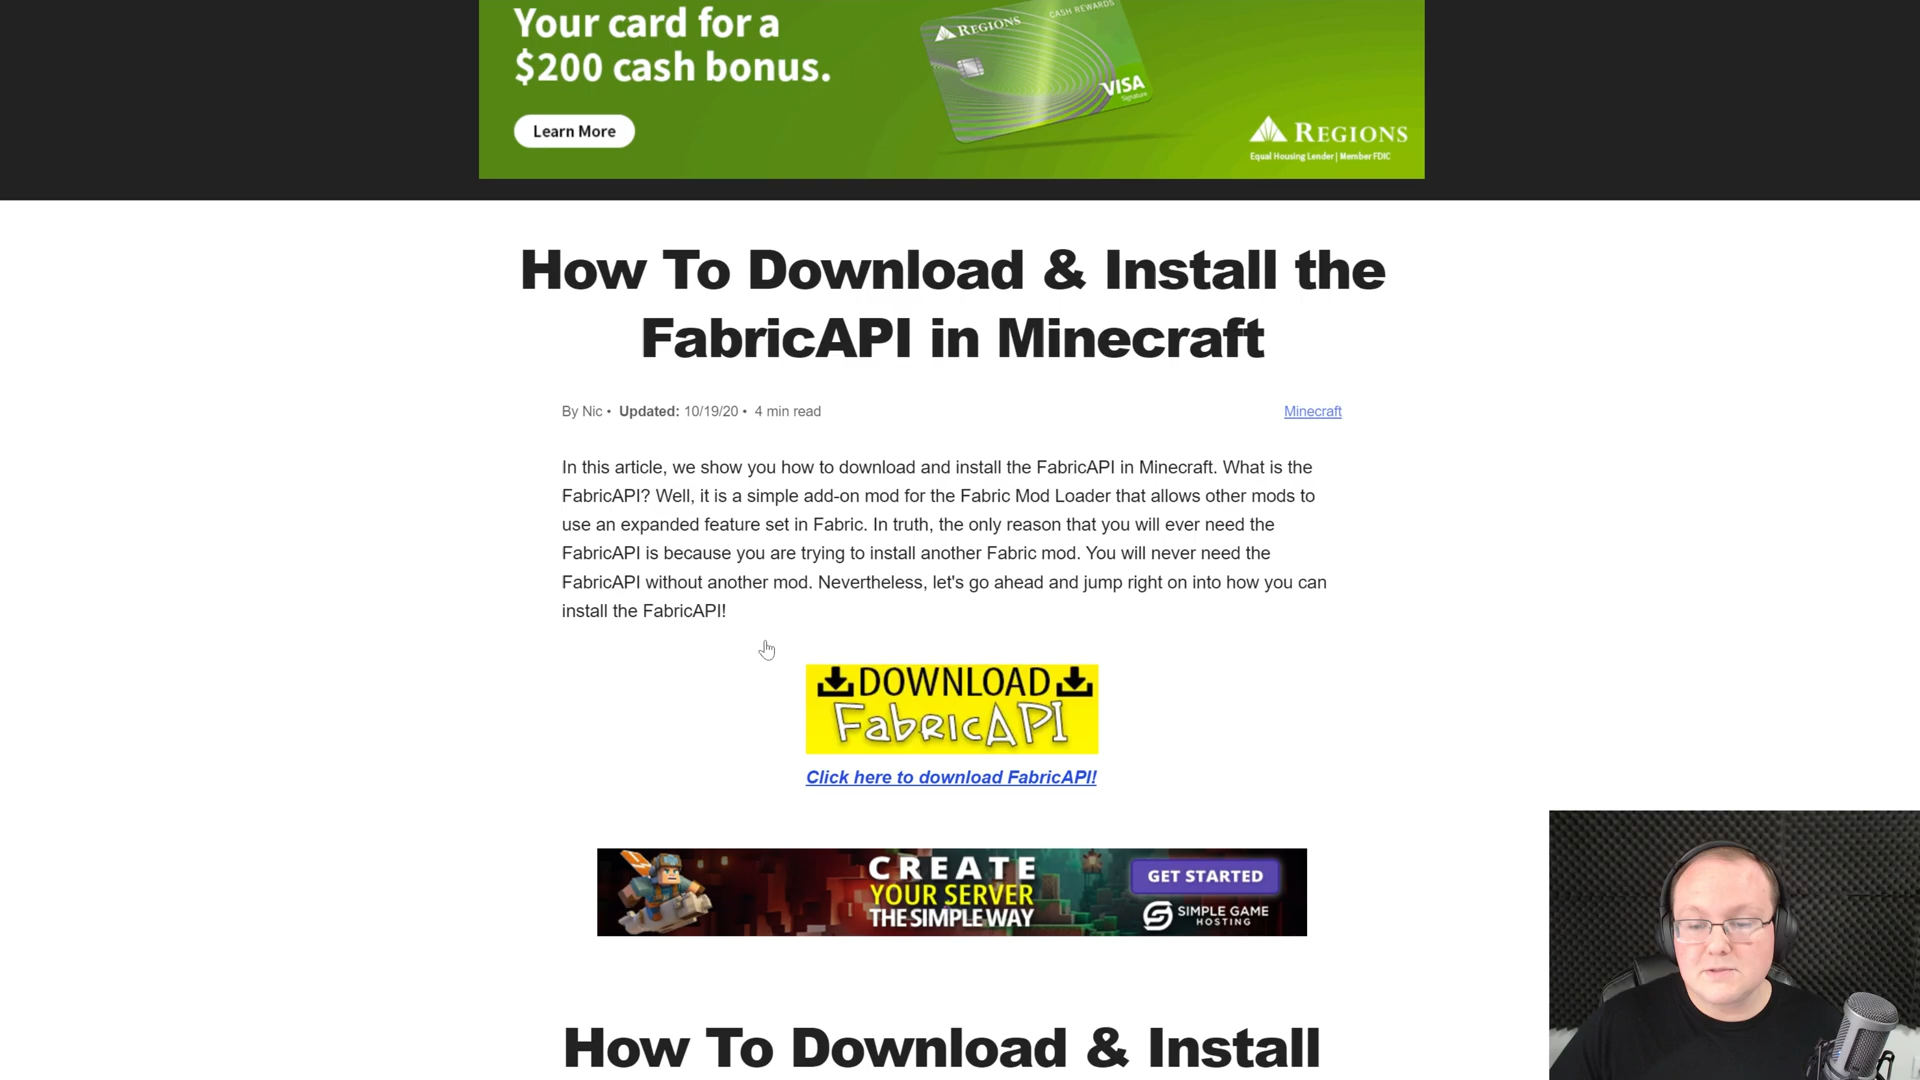 Your card for a
$200 cash bonus.
Learn More
REGIONS
CASH REWARDS
VISA
Signature
REGIONS
Equal Housing Lender | Member FDIC
How To Download & Install the
FabricAPI in Minecraft
By Nic • Updated: 10/19/20 • 4 min read
Minecraft
In this article, we show you how to download and install the FabricAPI in Minecraft. What is the
FabricAPI? Well, it is a simple add-on mod for the Fabric Mod Loader that allows other mods to
use an expanded feature set in Fabric. In truth, the only reason that you will ever need the
FabricAPI is because you are trying to install another Fabric mod. You will never need the
FabricAPI without another mod. Nevertheless, let's go ahead and jump right on into how you can
install the FabricAPI!
DOWNLOAD
FabricAPI
Click here to download FabricAPI!
CREATE
YOUR SERVER
THE SIMPLE WAY
GET STARTED
SIMPLE GAME
HOSTING
How To Download & Install